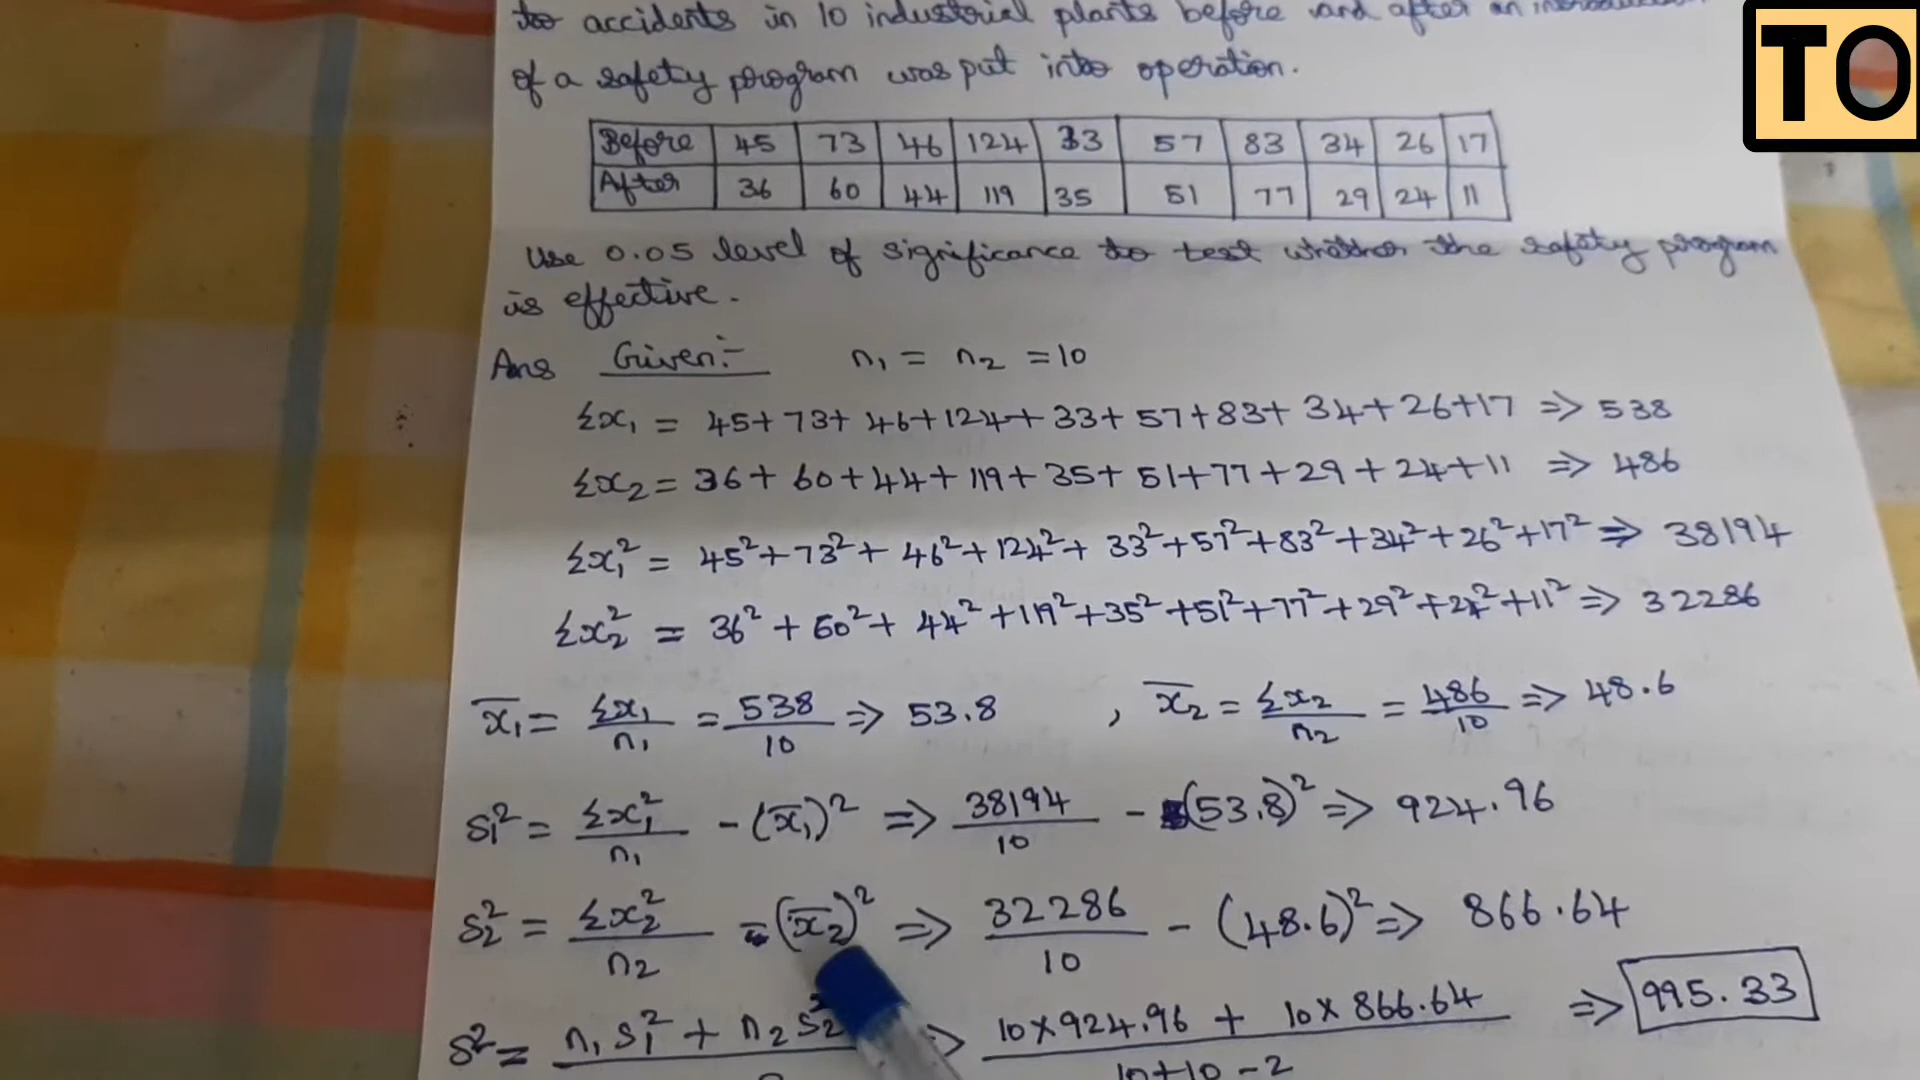 to accidents in 10 industrial plants before and after an introduction
of a safety program was put into operation.
Before 45 73 46 124 33 57 83 34 26 17
After 36 60 44 119 35 51 77 29 24 11
Use 0.05 level of significance to test whether the safety program
is effective.
Ans Given:- n₁ = n₂ = 10
Σx₁ = 45+73+46+124+33+57+83+34+26+17 ⇒ 538
Σx₂ = 36+60+44+119+35+51+77+29+24+11 ⇒ 486
Σx₁² = 45²+73²+46²+124²+33²+57²+83²+34²+26²+17² ⇒ 38194
Σx₂² = 36²+60²+44²+119²+35²+51²+77²+29²+24²+11² ⇒ 32286
x̄₁ = Σx₁/n₁ = 538/10 ⇒ 53.8 , x̄₂ = Σx₂/n₂ = 486/10 ⇒ 48.6
s₁² = Σx₁²/n₁ - (x̄₁)² ⇒ 38194/10 - (53.8)² ⇒ 924.96
s₂² = Σx₂²/n₂ - (x̄₂)² ⇒ 32286/10 - (48.6)² ⇒ 866.64
s² = n₁s₁² + n₂s₂² ⇒ 10×924.96 + 10×866.64 / 10+10-2 ⇒ 995.33
TO